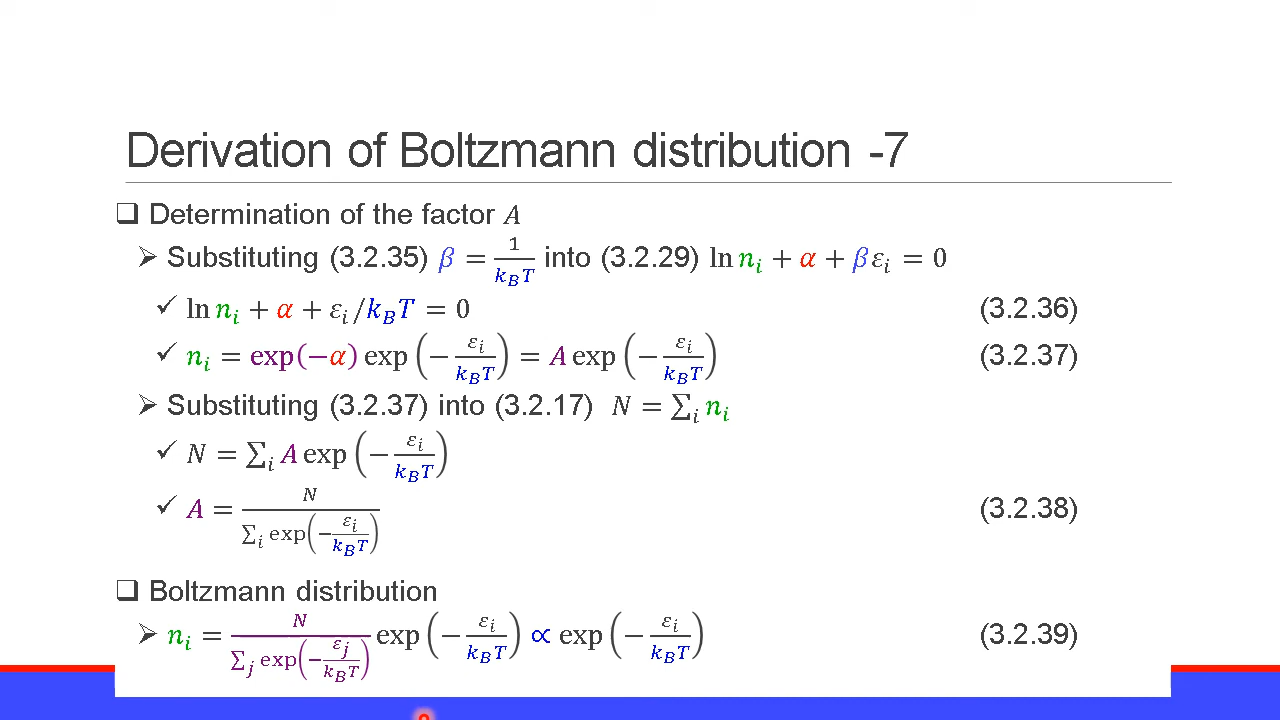 Derivation of Boltzmann distribution -7
❑ Determination of the factor A
➢ Substituting (3.2.35) β = 1/(k_B T) into (3.2.29) ln n_i + α + βε_i = 0
✓ ln n_i + α + ε_i/k_B T = 0 (3.2.36)
✓ n_i = exp(−α) exp(−ε_i/(k_B T)) = A exp(−ε_i/(k_B T)) (3.2.37)
➢ Substituting (3.2.37) into (3.2.17) N = ∑_i n_i
✓ N = ∑_i A exp(−ε_i/(k_B T))
✓ A = N/(∑_i exp(−ε_i/(k_B T))) (3.2.38)
❑ Boltzmann distribution
➢ n_i = N/(∑_j exp(−ε_j/(k_B T))) exp(−ε_i/(k_B T)) ∝ exp(−ε_i/(k_B T)) (3.2.39)